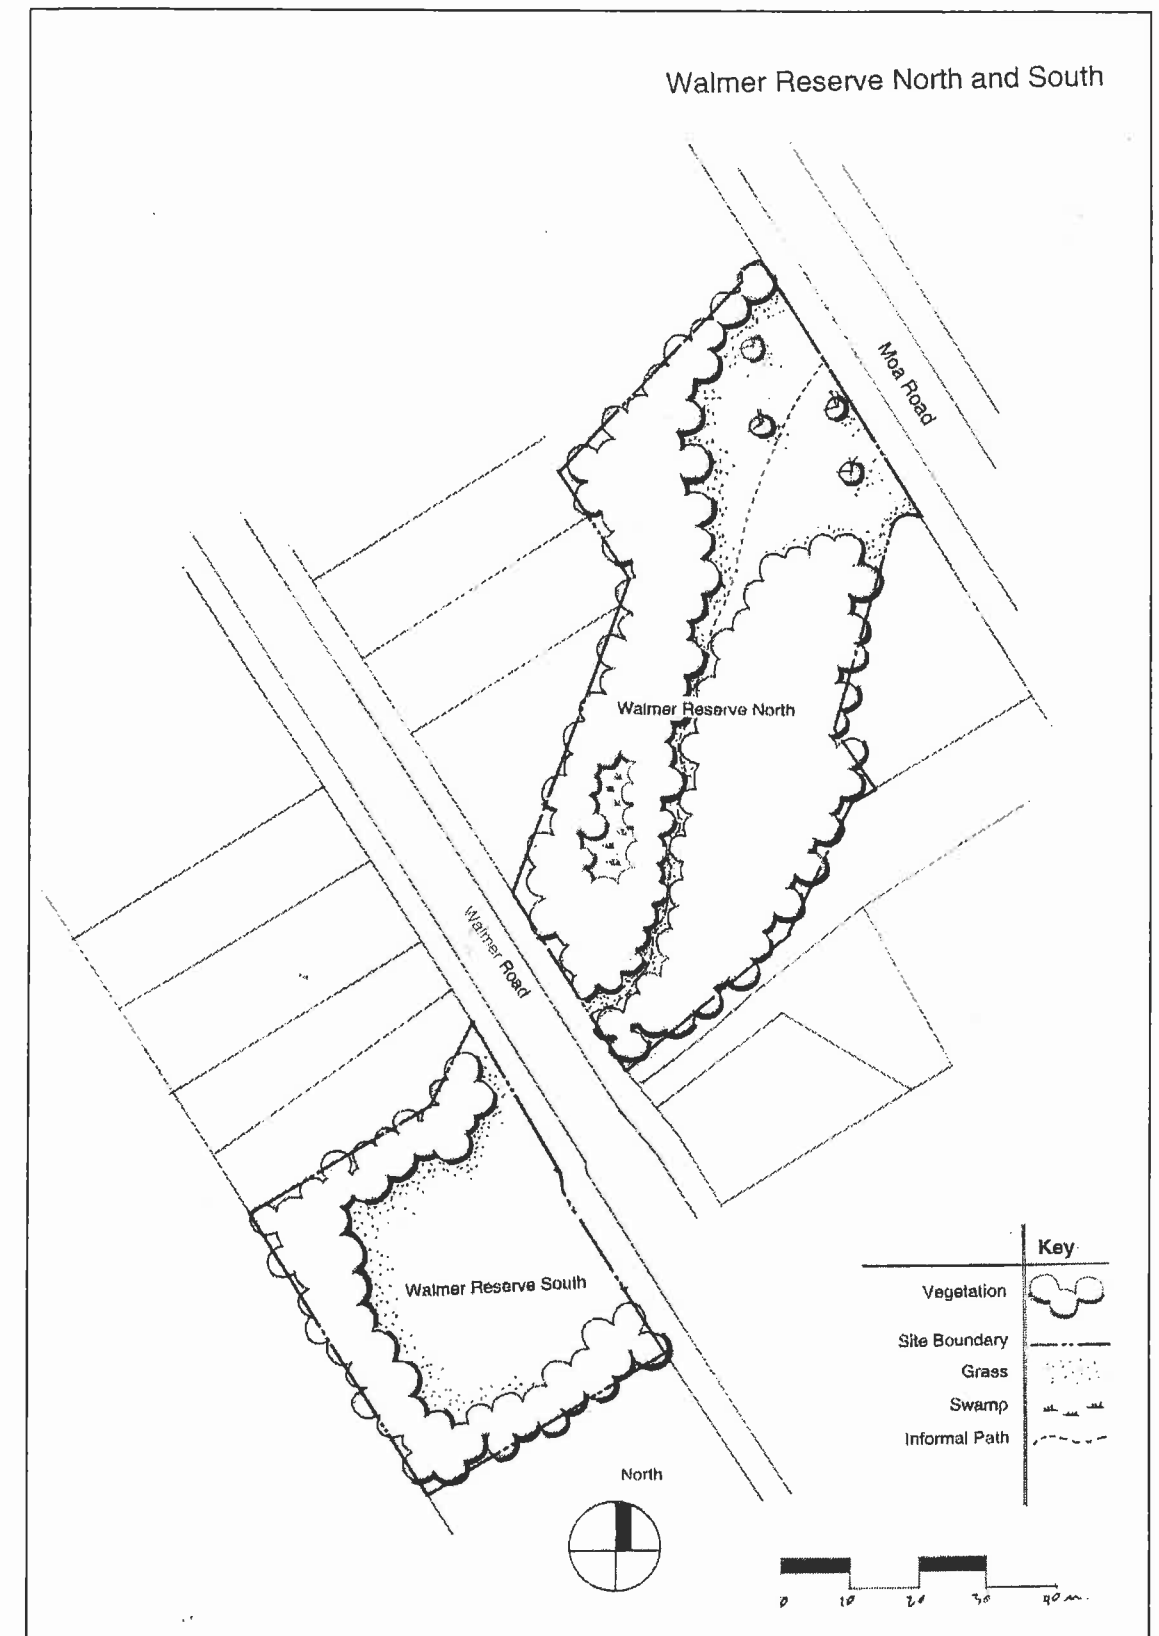 Walmer Reserve North and South
Moa Road
Walmer Reserve North
Walmer Road
Walmer Reserve South
Key
Vegetation
Site Boundary
Grass
Swamp
Informal Path
North
0 10 20 30 40 m.